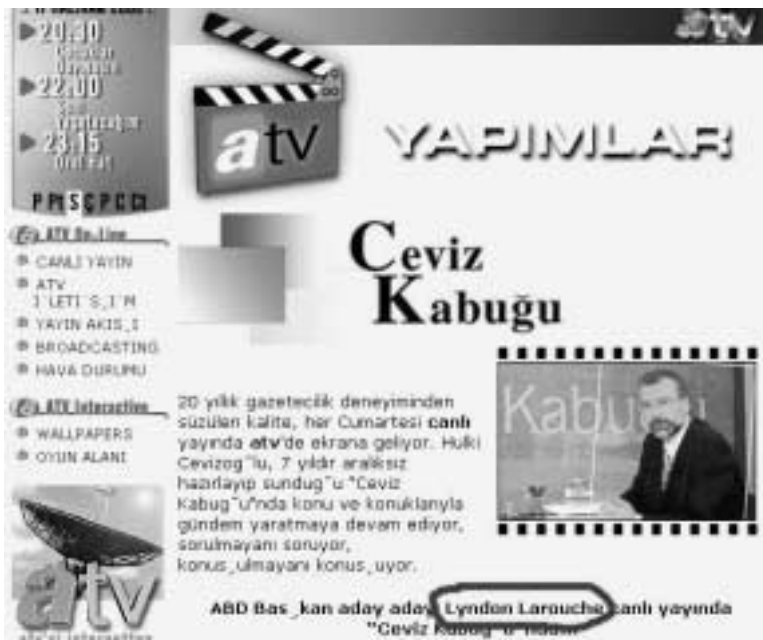 20:30
22:00
23:15
PPtSÇPCCt
ATV On-Line
CANLI YAYIN
ATV
I˙LETI˙S¸I˙M
YAYIN AKIS¸I
BROADCASTING
HAVA DURUMU
ATV Interactive
WALLPAPERS
OYUN ALANI
atv
atv
atv
YAPIMLAR
Ceviz
Kabuğu
Kabuğu
20 yıllık gazetecilik deneyiminden
süzülen kalite, her Cumartesi canlı
yayında atv'de ekrana geliyor. Hulki
Cevizog˘lu, 7 yıldır aralıksız
hazırlayıp sundug˘u "Ceviz
Kabug˘u"nda konu ve konuklarıyla
gündem yaratmaya devam ediyor,
sorulmayanı soruyor,
konus¸ulmayanı konus¸uyor.
ABD Bas¸kan aday adayı Lyndon Larouche canlı yayında
"Ceviz Kabug˘u"